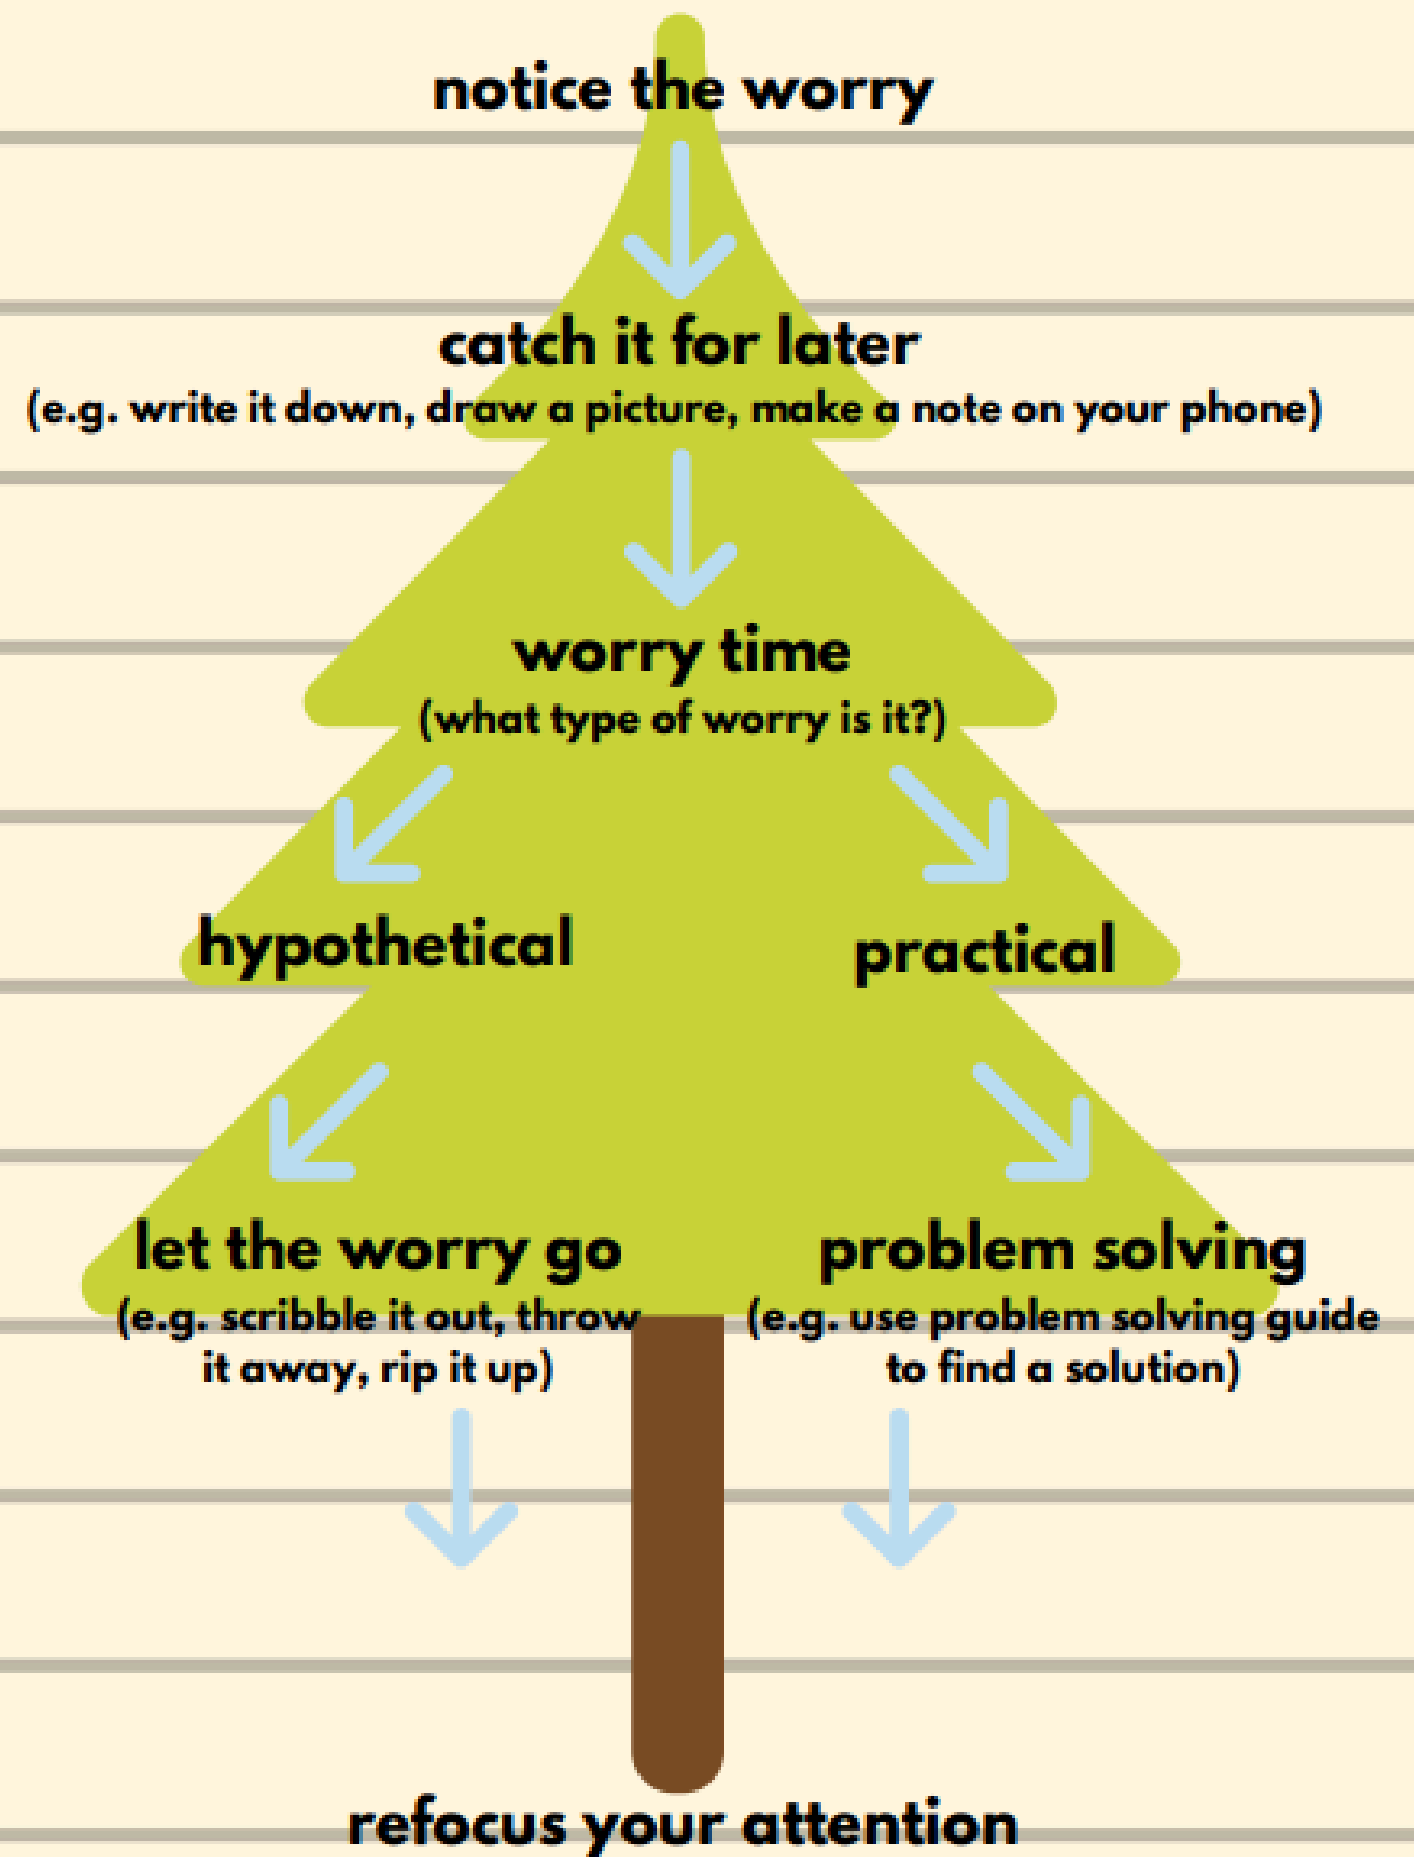 notice the worry
catch it for later
(e.g. write it down, draw a picture, make a note on your phone)
worry time
(what type of worry is it?)
hypothetical
practical
let the worry go
(e.g. scribble it out, throw
it away, rip it up)
problem solving
(e.g. use problem solving guide
to find a solution)
refocus your attention